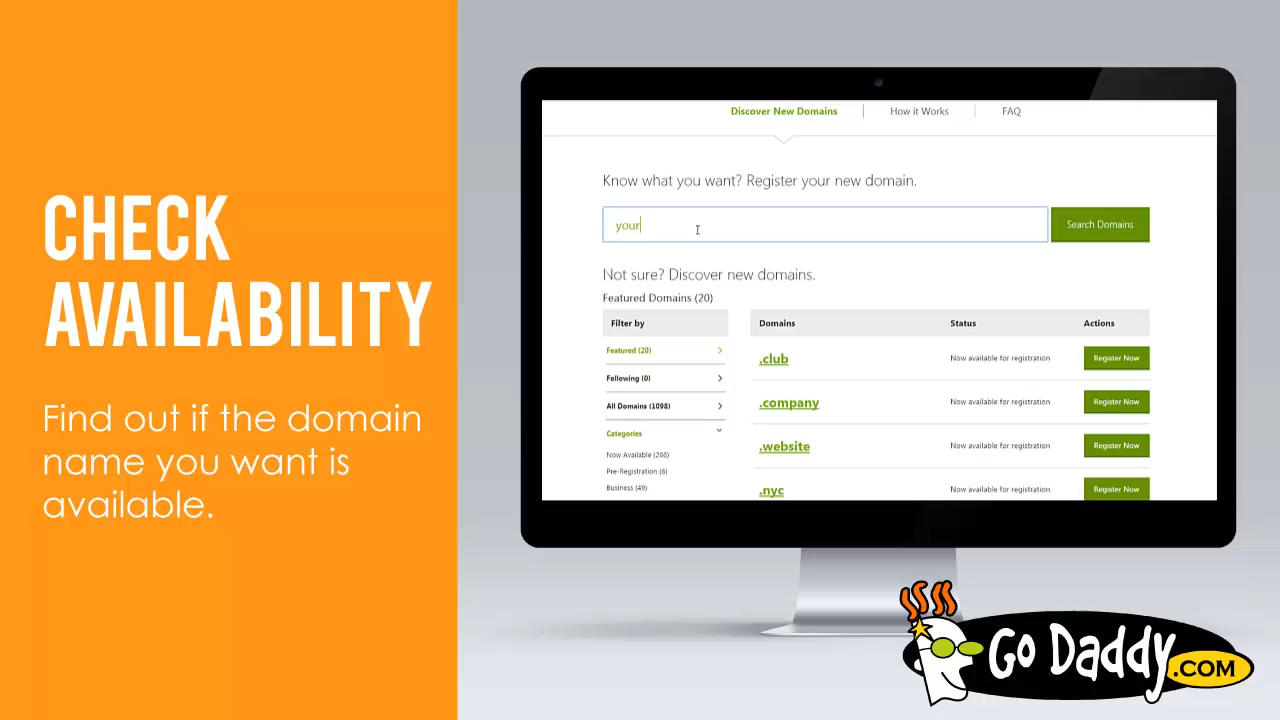 CHECK
AVAILABILITY
Find out if the domain
name you want is
available.
Discover New Domains
How it Works
FAQ
Know what you want? Register your new domain.
your
Search Domains
Not sure? Discover new domains.
Featured Domains (20)
Filter by
Featured (20)
Following (0)
All Domains (1098)
Categories
Now Available (266)
Pre-Registration (6)
Business (49)
Domains Status Actions
.club Now available for registration Register Now
.company Now available for registration Register Now
.website Now available for registration Register Now
.nyc Now available for registration Register Now
Go Daddy.COM